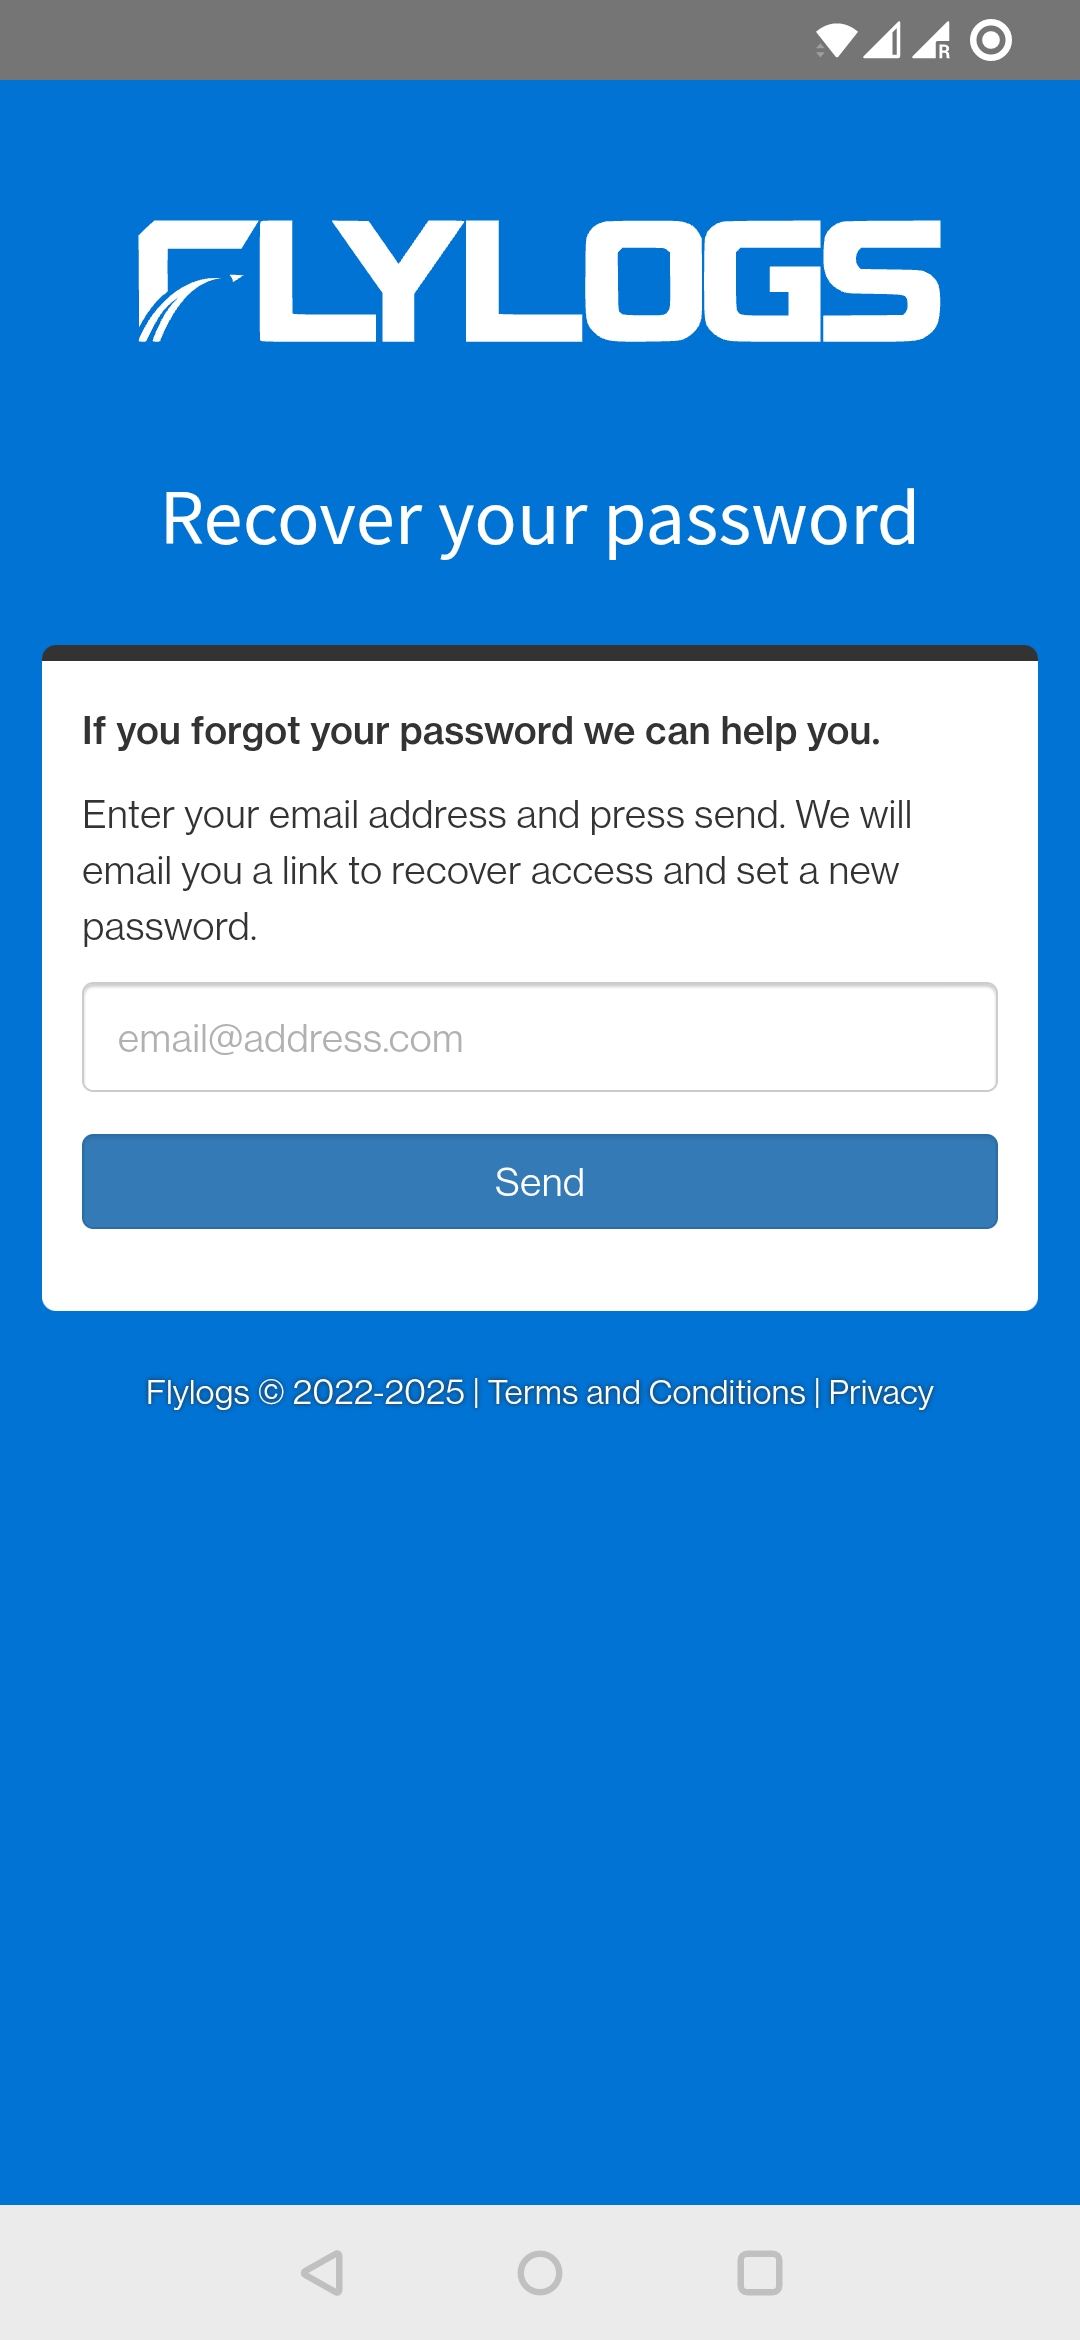 R
FLYLOGS
Recover your password
If you forgot your password we can help you.
Enter your email address and press send. We will
email you a link to recover access and set a new
password.
email@address.com
Send
Flylogs © 2022-2025 | Terms and Conditions | Privacy